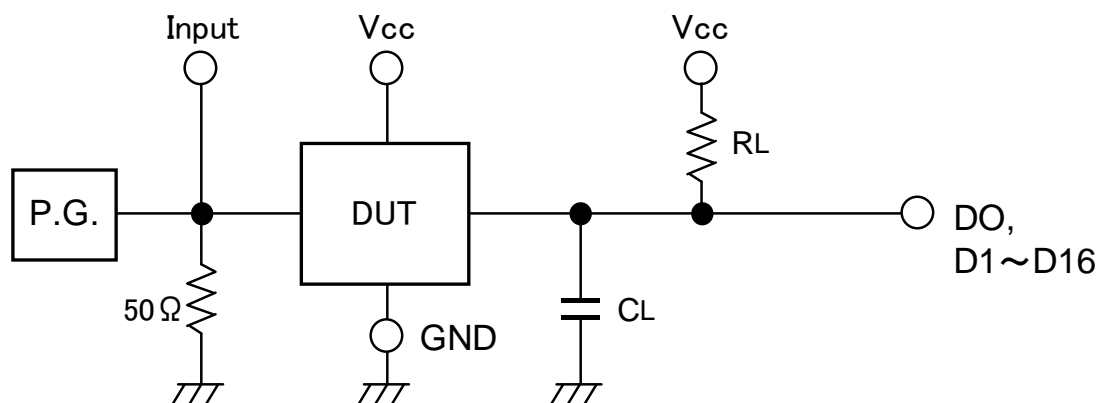 Input
Vcc
Vcc
RL
P.G.
DUT
DO,
D1～D16
50Ω
CL
GND